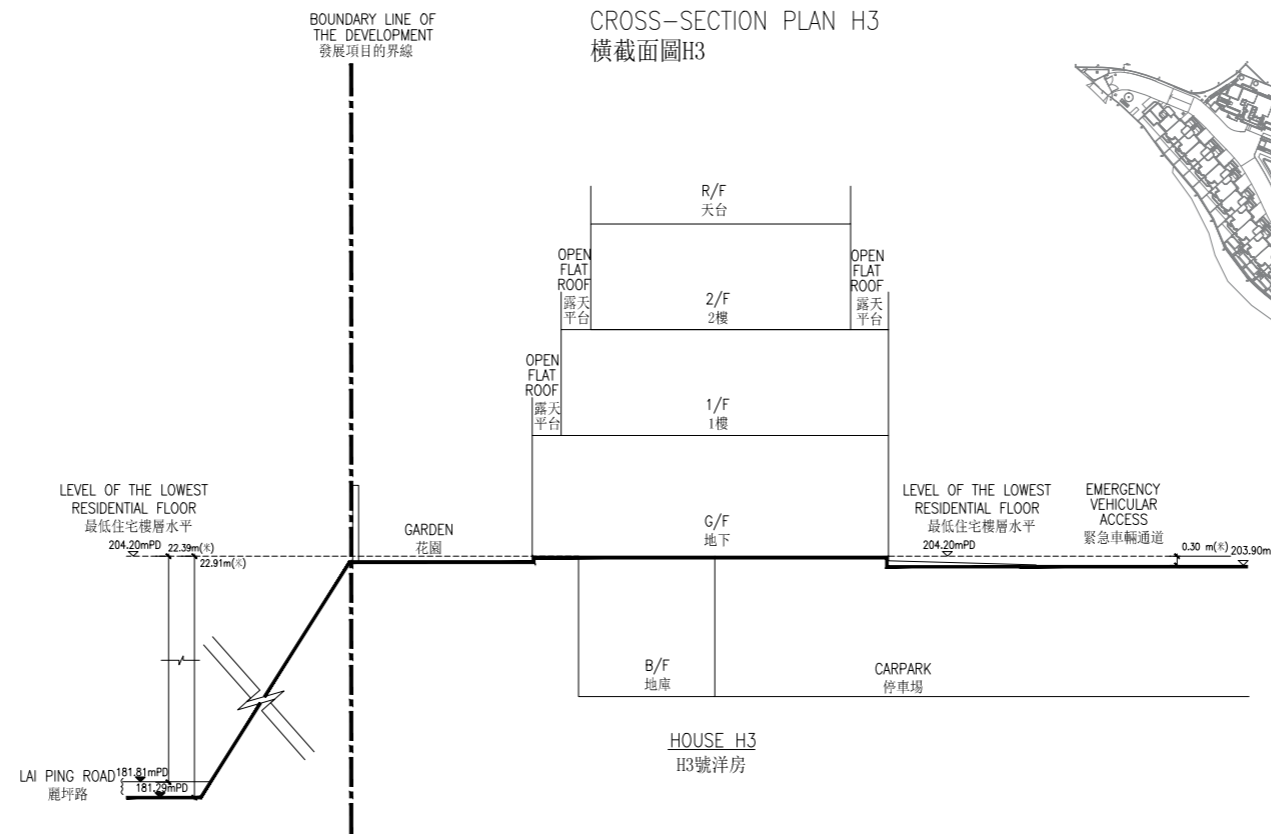 BOUNDARY LINE OF
THE DEVELOPMENT
發展項目的界線
CROSS-SECTION PLAN H3
橫截面圖H3
R/F
天台
OPEN
FLAT
ROOF
露天
平台
2/F
2樓
OPEN
FLAT
ROOF
露天
平台
OPEN
FLAT
ROOF
露天
平台
1/F
1樓
LEVEL OF THE LOWEST
RESIDENTIAL FLOOR
最低住宅樓層水平
204.20mPD
22.39m(米)
22.91m(米)
GARDEN
花園
G/F
地下
LEVEL OF THE LOWEST
RESIDENTIAL FLOOR
最低住宅樓層水平
204.20mPD
EMERGENCY
VEHICULAR
ACCESS
緊急車輛通道
0.30 m(米)
203.90m
B/F
地庫
CARPARK
停車場
HOUSE H3
H3號洋房
LAI PING ROAD
麗坪路
181.81mPD
181.29mPD